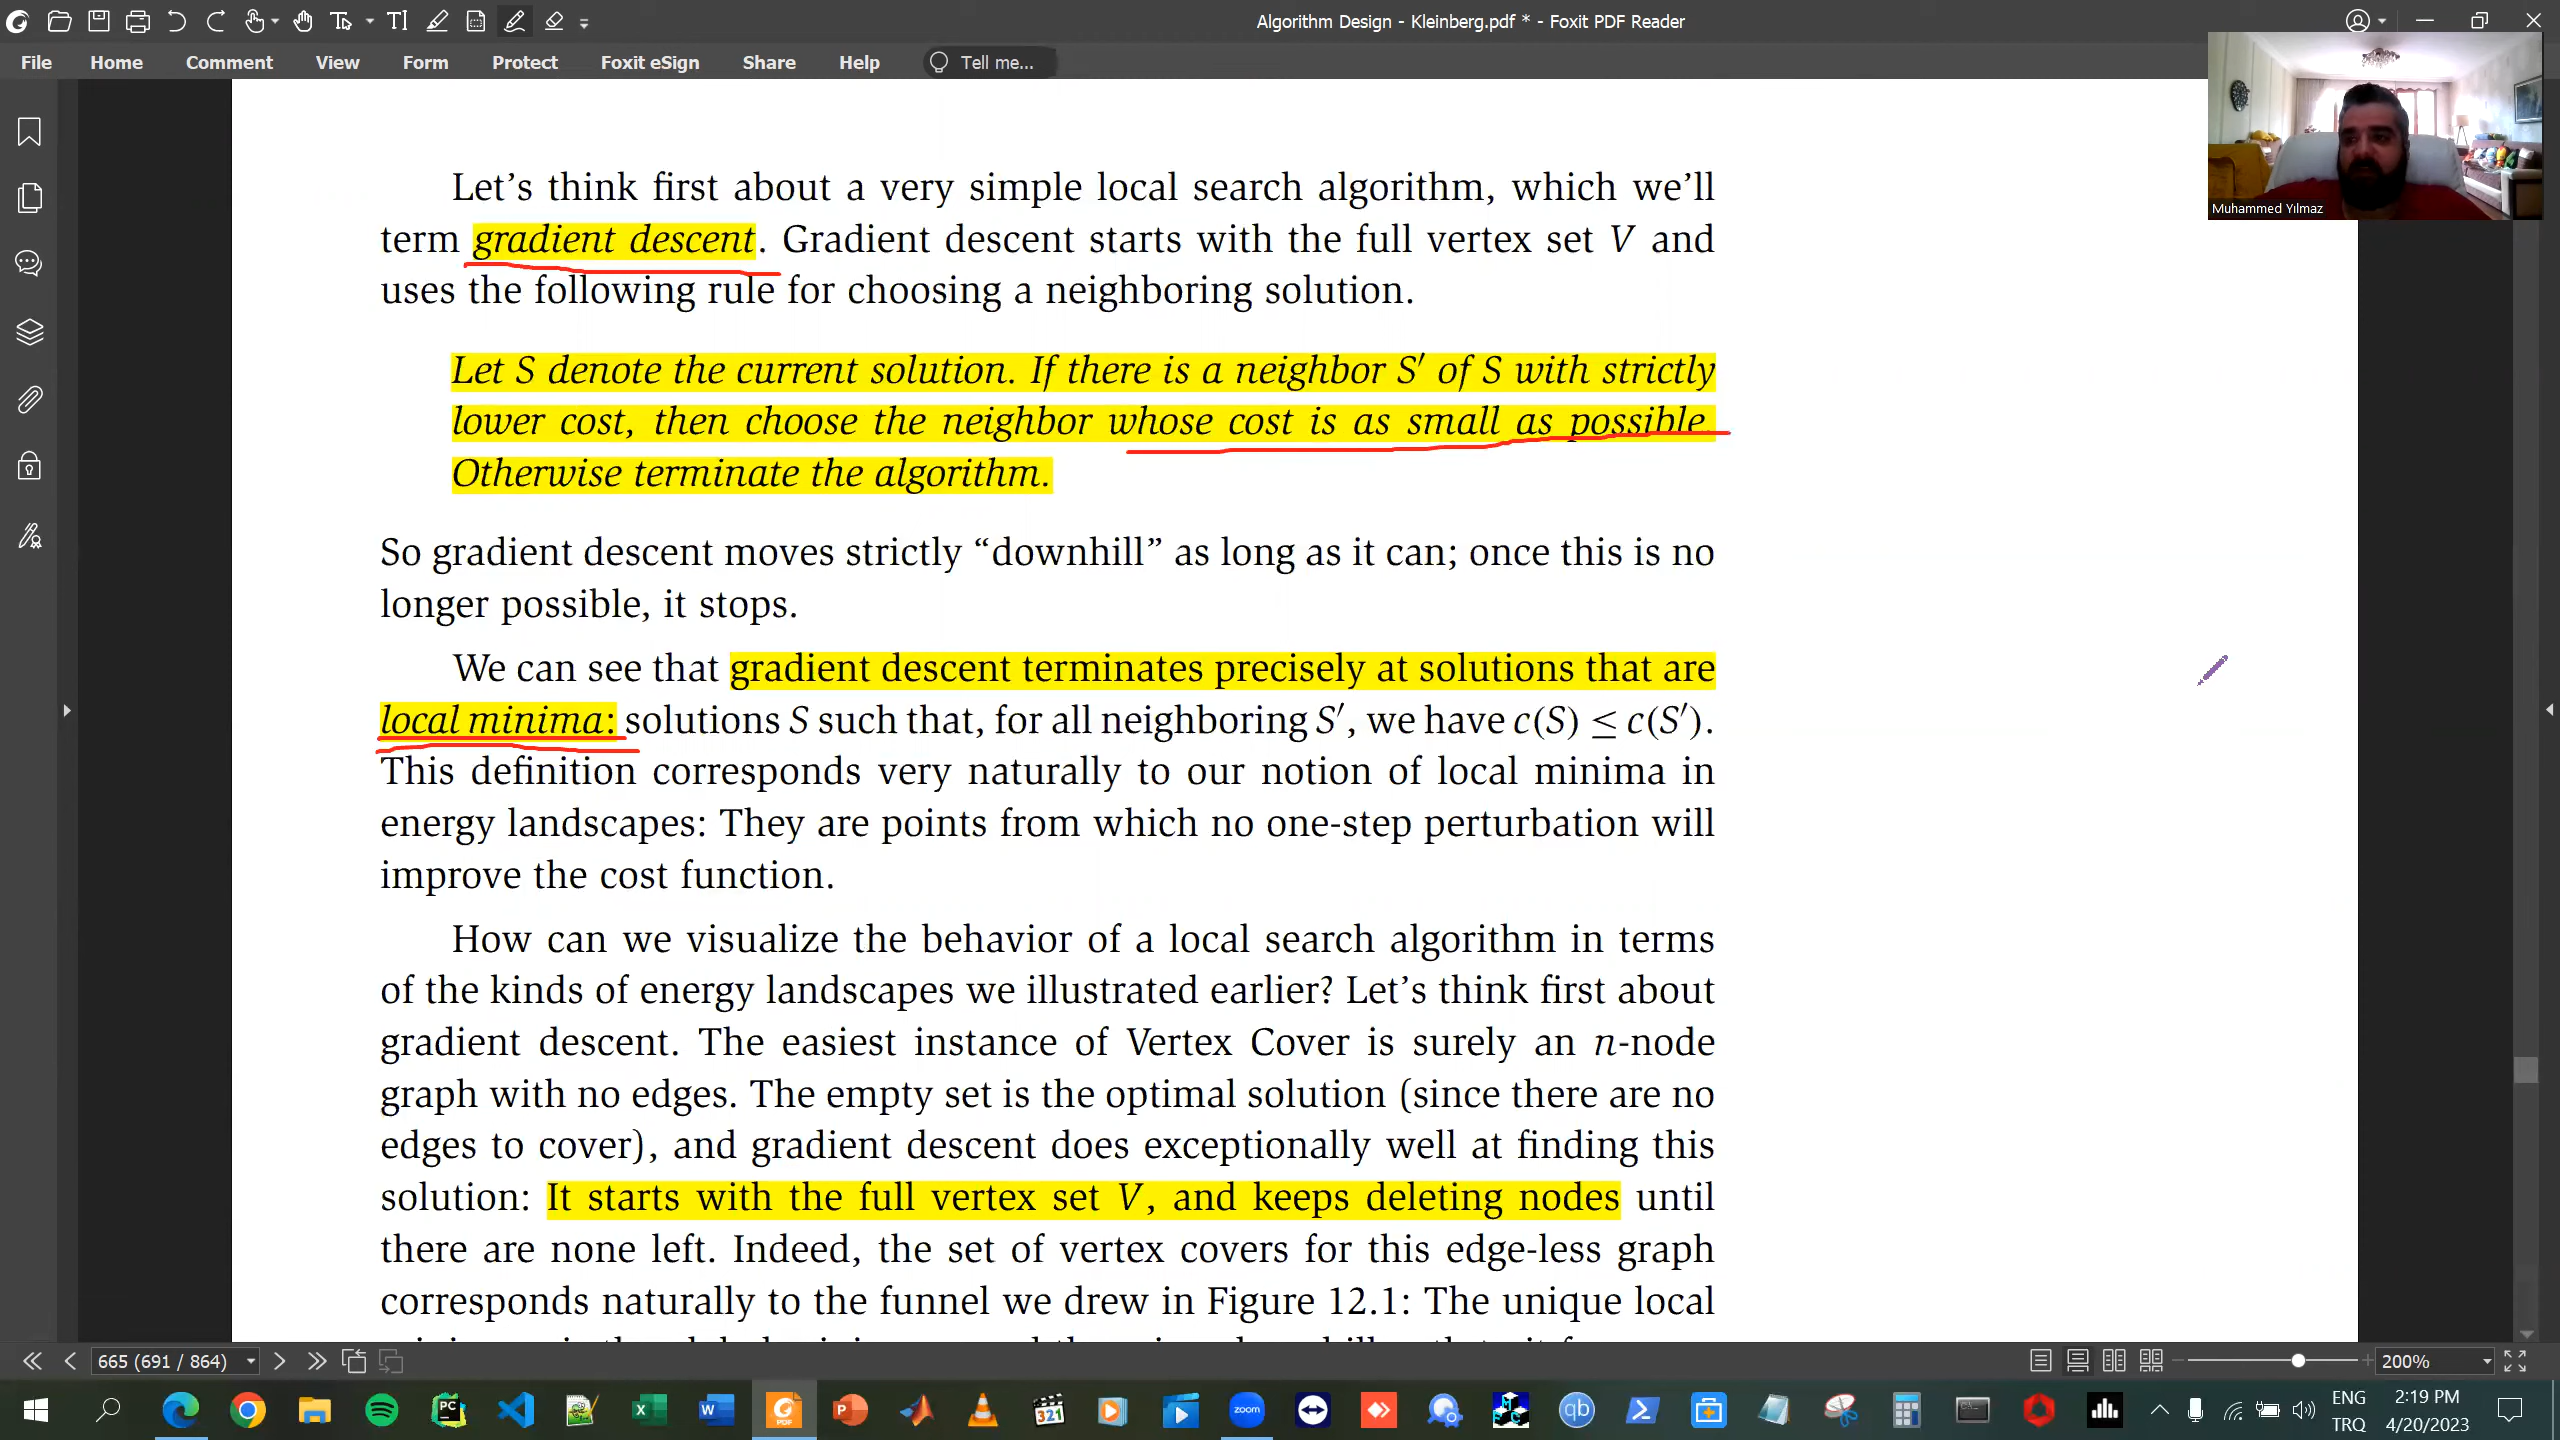 Algorithm Design - Kleinberg.pdf * - Foxit PDF Reader
File Home Comment View Form Protect Foxit eSign Share Help Tell me...
Muhammed Yılmaz
Let’s think first about a very simple local search algorithm, which we’ll
term gradient descent. Gradient descent starts with the full vertex set V and
uses the following rule for choosing a neighboring solution.
Let S denote the current solution. If there is a neighbor S′ of S with strictly
lower cost, then choose the neighbor whose cost is as small as possible.
Otherwise terminate the algorithm.
So gradient descent moves strictly “downhill” as long as it can; once this is no
longer possible, it stops.
We can see that gradient descent terminates precisely at solutions that are
local minima: solutions S such that, for all neighboring S′, we have c(S) ≤ c(S′).
This definition corresponds very naturally to our notion of local minima in
energy landscapes: They are points from which no one-step perturbation will
improve the cost function.
How can we visualize the behavior of a local search algorithm in terms
of the kinds of energy landscapes we illustrated earlier? Let’s think first about
gradient descent. The easiest instance of Vertex Cover is surely an n-node
graph with no edges. The empty set is the optimal solution (since there are no
edges to cover), and gradient descent does exceptionally well at finding this
solution: It starts with the full vertex set V, and keeps deleting nodes until
there are none left. Indeed, the set of vertex covers for this edge-less graph
corresponds naturally to the funnel we drew in Figure 12.1: The unique local
665 (691 / 864)
200%
zoom
ENG
TRQ
2:19 PM
4/20/2023